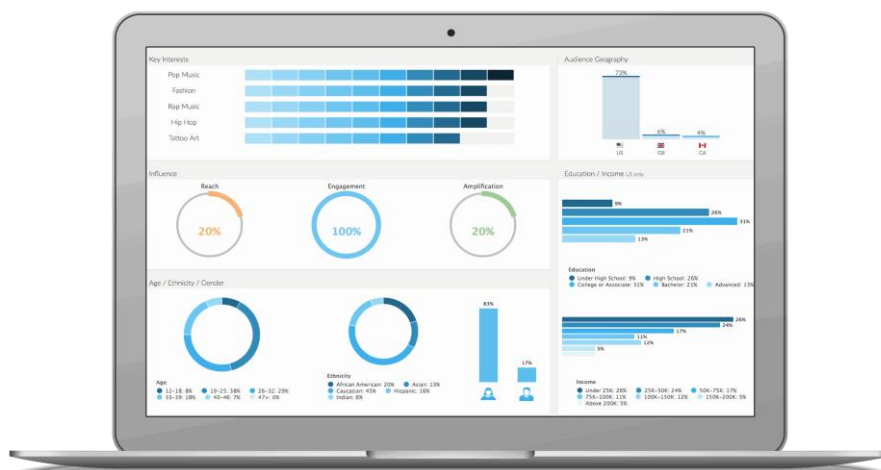 Key Interests
Pop Music
Fashion
Rap Music
Hip Hop
Tattoo Art
Audience Geography
73%
6%
4%
US
GB
CA
Influence
Reach
Engagement
Amplification
20%
100%
20%
Education / Income US only
9%
26%
31%
21%
13%
Education
Under High School: 9% High School: 26%
College or Associate: 31% Bachelor: 21% Advanced: 13%
Age / Ethnicity / Gender
83%
17%
Age
12-18: 8% 19-25: 38% 26-32: 29%
33-39: 18% 40-46: 7% 47>: 0%
Ethnicity
African American: 20% Asian: 13%
Caucasian: 45% Hispanic: 16%
Indian: 6%
26%
24%
17%
11%
12%
5%
Income
Under 25K: 26% 25K-50K: 24% 50K-75K: 17%
75K-100K: 11% 100K-150K: 12% 150K-200K: 5%
Above 200K: 5%